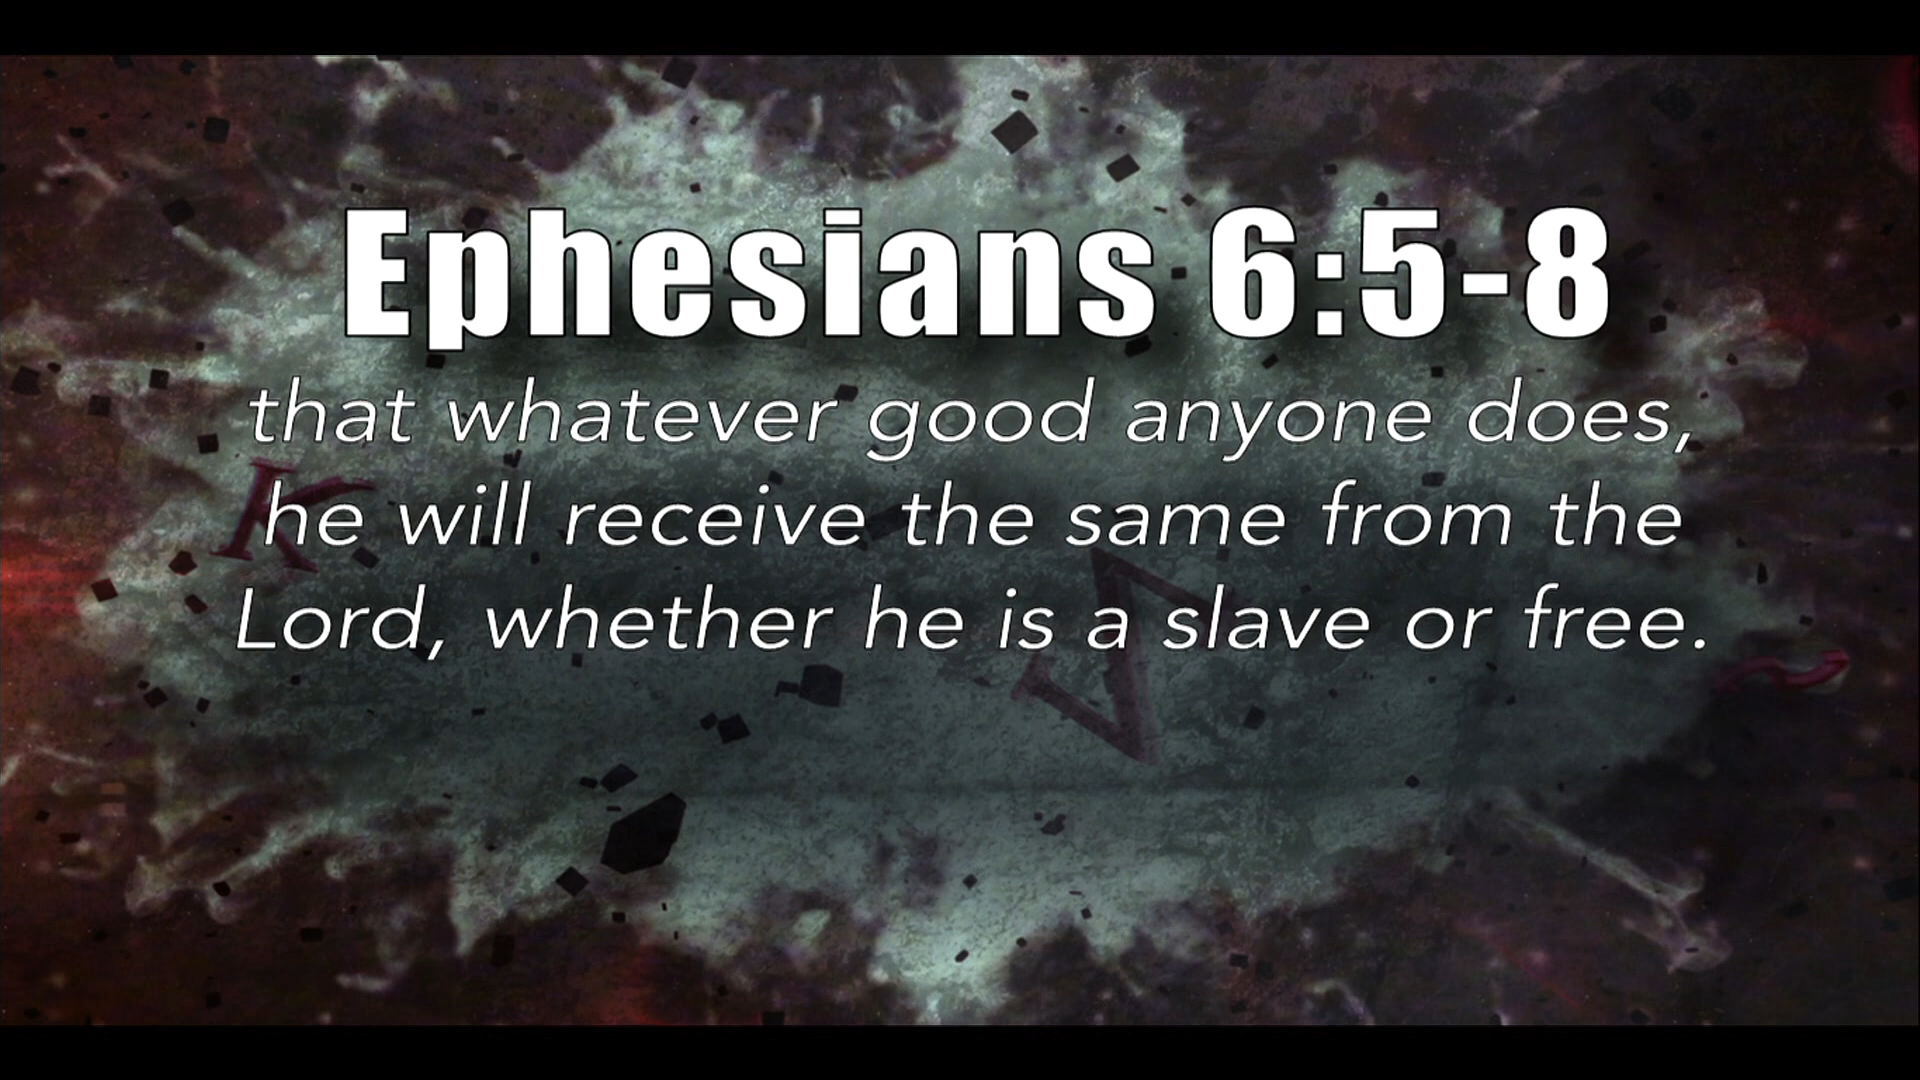 Ephesians 6:5-8
that whatever good anyone does,
he will receive the same from the
Lord, whether he is a slave or free.